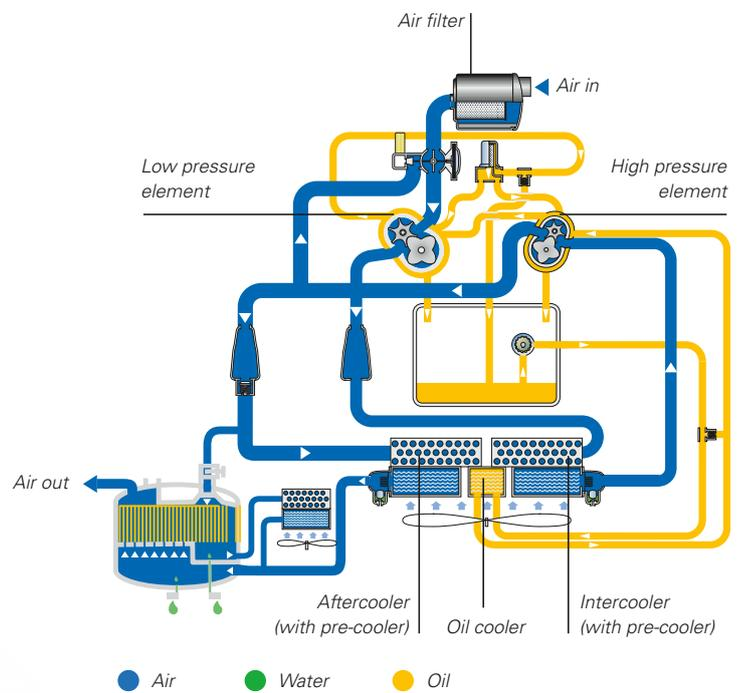 Air filter
Air in
Low pressure
element
High pressure
element
Air out
Aftercooler
(with pre-cooler)
Oil cooler
Intercooler
(with pre-cooler)
Air
Water
Oil